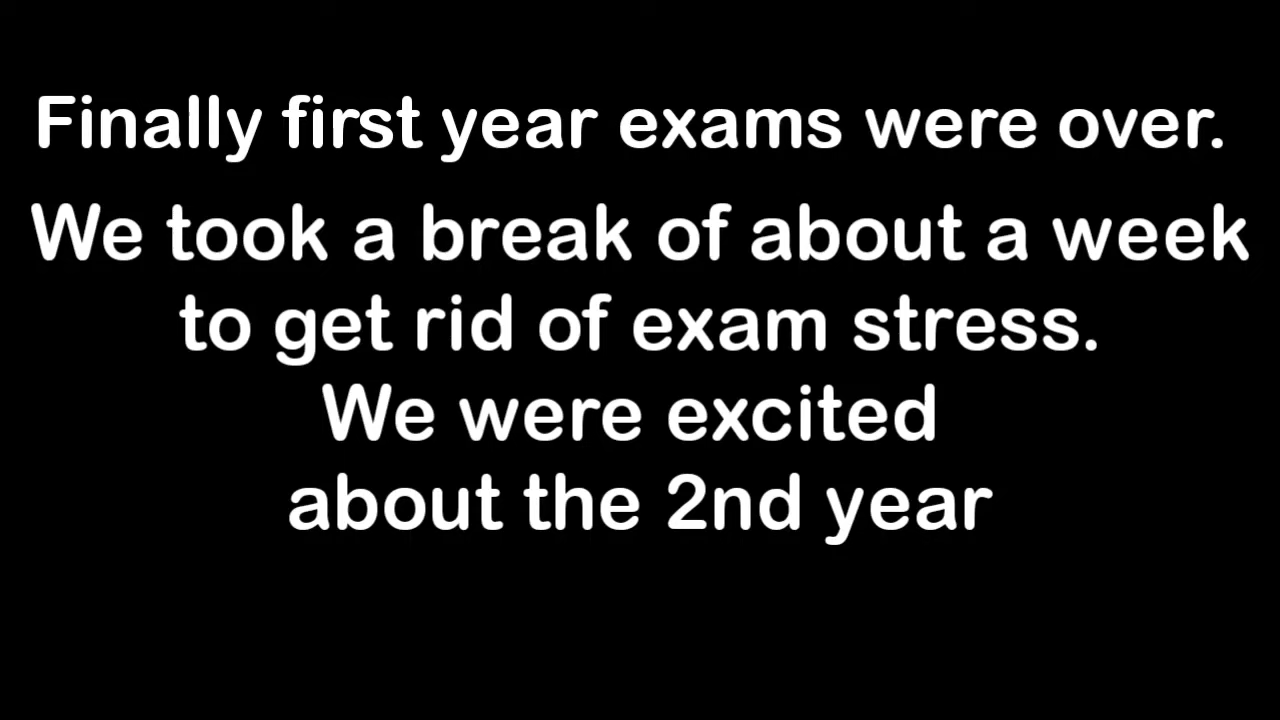 Finally first year exams were over.
We took a break of about a week
to get rid of exam stress.
We were excited
about the 2nd year